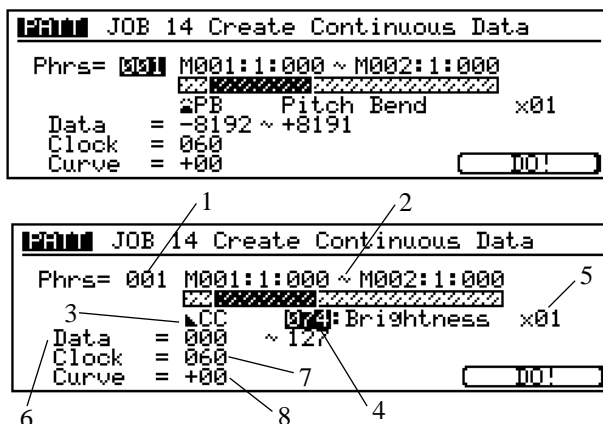 PATT JOB 14 Create Continuous Data
Phrs= 001 M001:1:000 ~ M002:1:000
PB Pitch Bend ×01
Data = -8192 ~ +8191
Clock = 060
Curve = +00 DO!
1 2
PATT JOB 14 Create Continuous Data
Phrs= 001 M001:1:000 ~ M002:1:000 5
3 CC 074:Brightness ×01
Data = 000 ~ 127
Clock = 060
Curve = +00 DO!
6 8 7 4